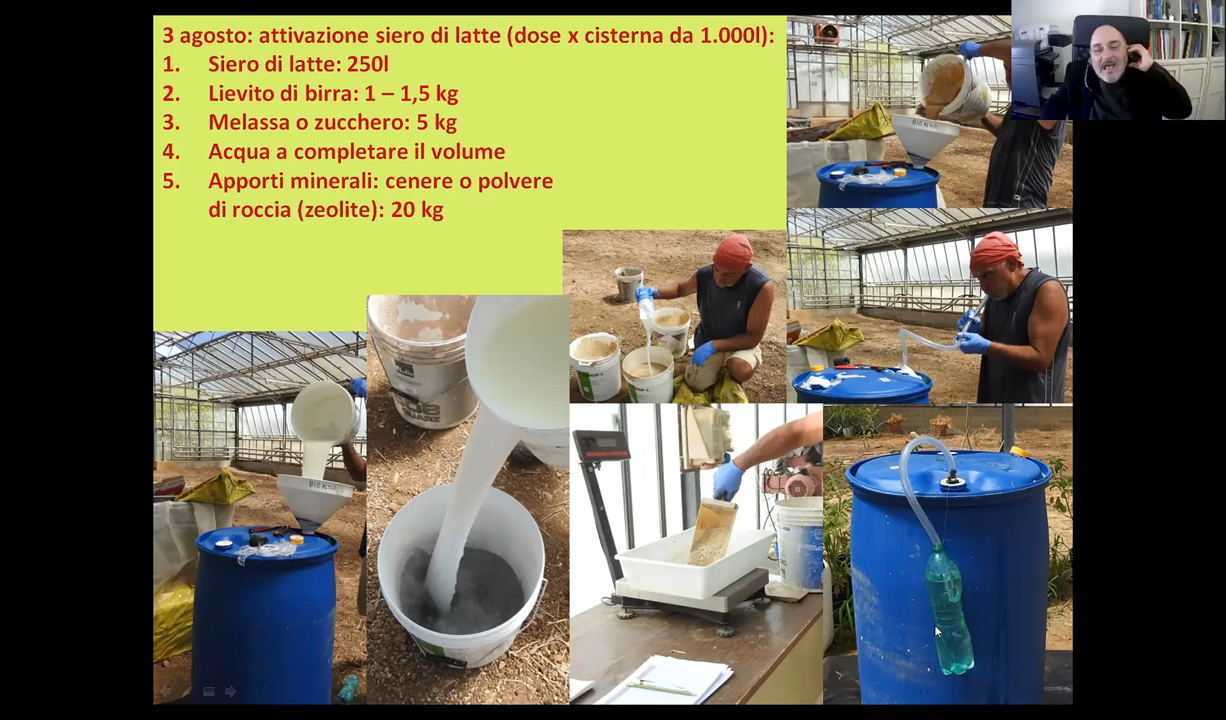 3 agosto: attivazione siero di latte (dose x cisterna da 1.000l):
1. Siero di latte: 250l
2. Lievito di birra: 1 – 1,5 kg
3. Melassa o zucchero: 5 kg
4. Acqua a completare il volume
5. Apporti minerali: cenere o polvere
di roccia (zeolite): 20 kg